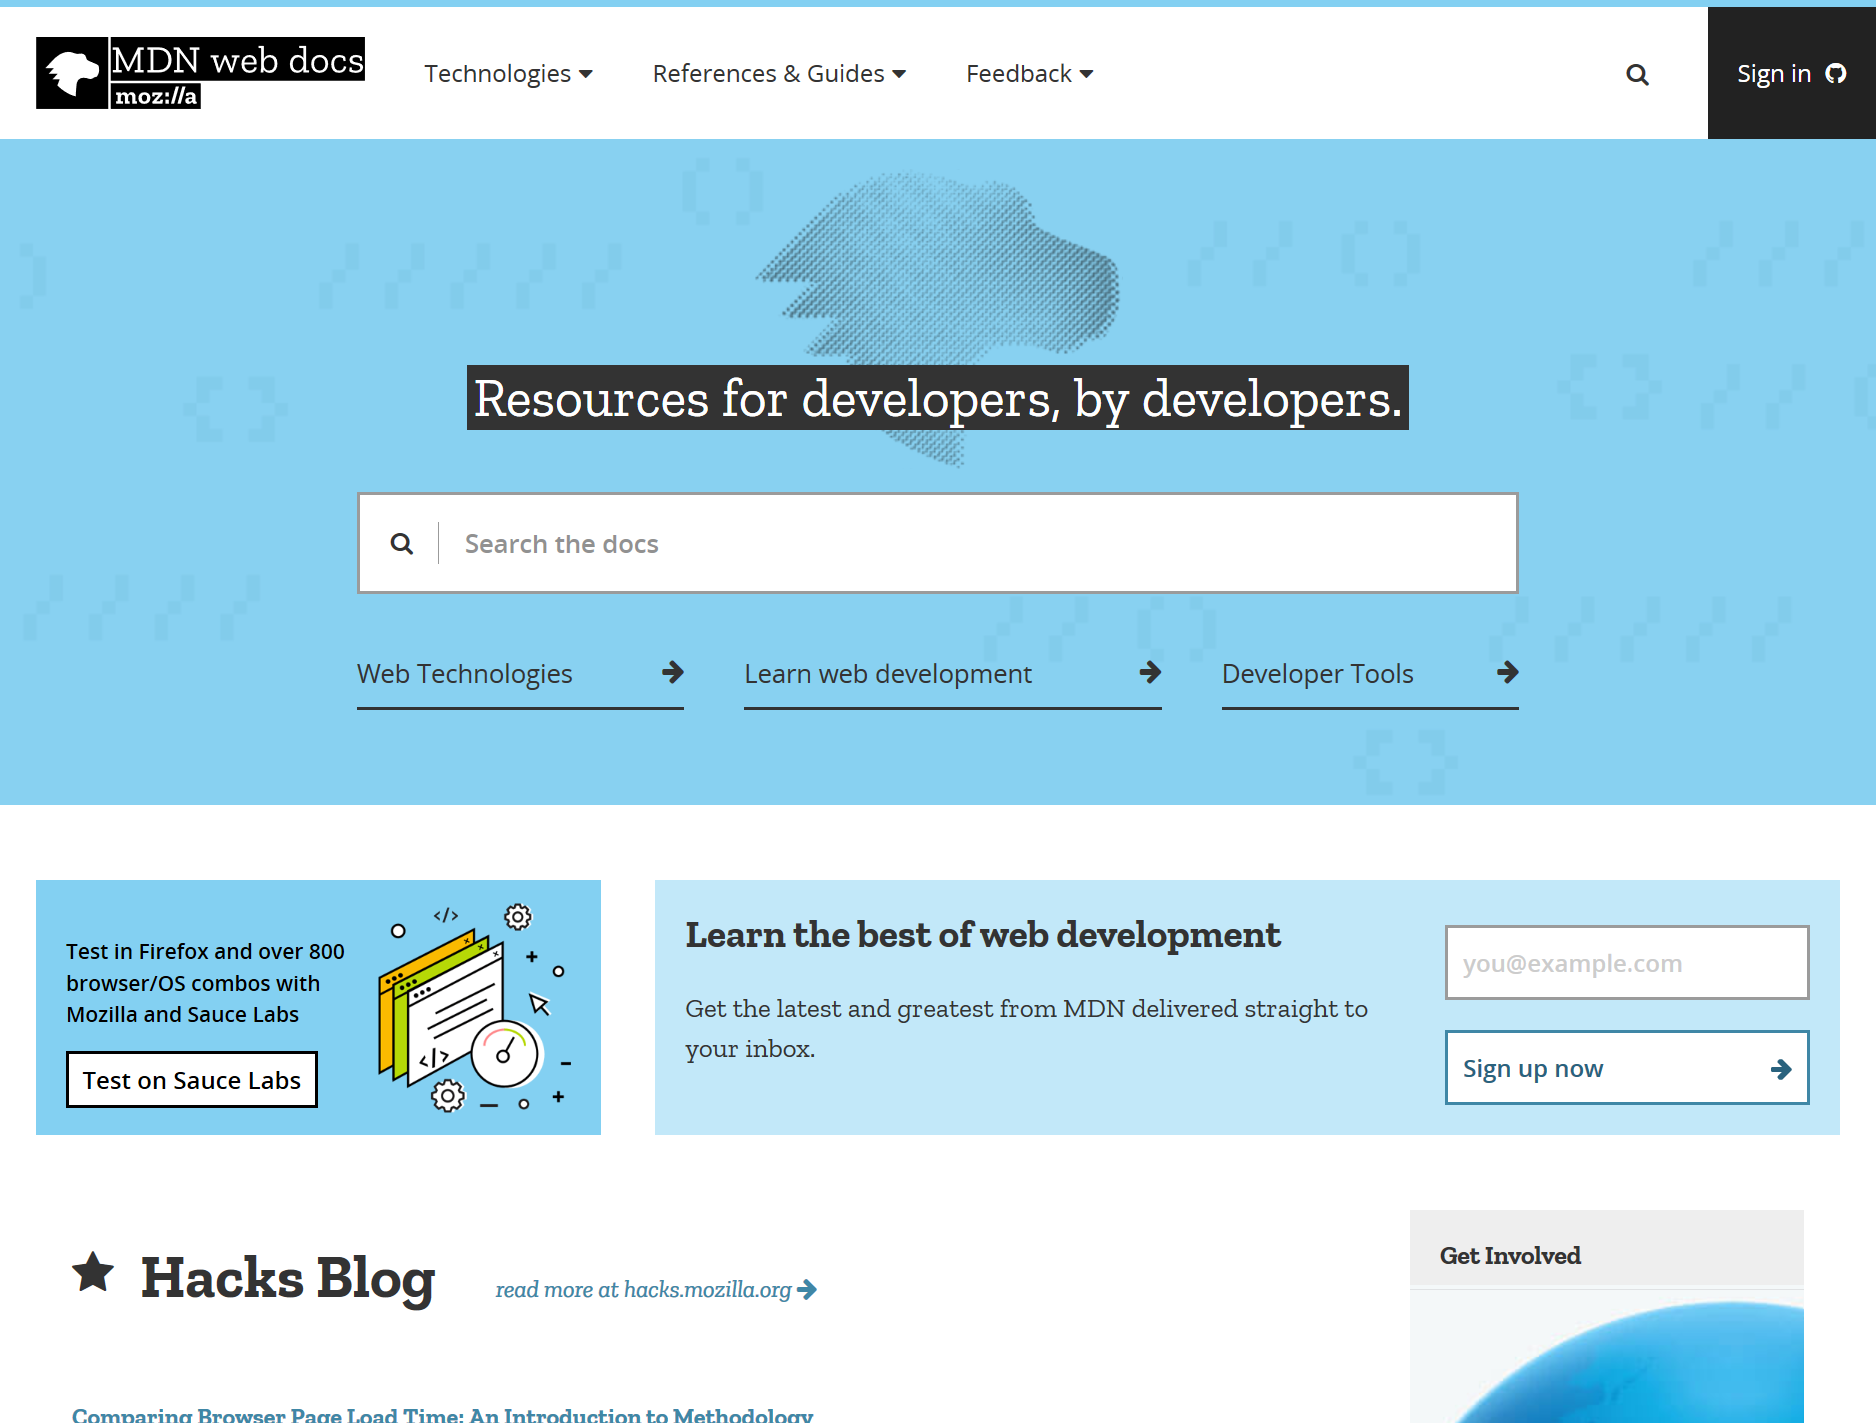 MDN web docs
moz://a
Technologies
References & Guides
Feedback
Sign in
Resources for developers, by developers.
Search the docs
Web Technologies
Learn web development
Developer Tools
Test in Firefox and over 800
browser/OS combos with
Mozilla and Sauce Labs
Test on Sauce Labs
Learn the best of web development
Get the latest and greatest from MDN delivered straight to
your inbox.
you@example.com
Sign up now
Hacks Blog
read more at hacks.mozilla.org
Get Involved
Comparing Browser Page Load Time: An Introduction to Methodology